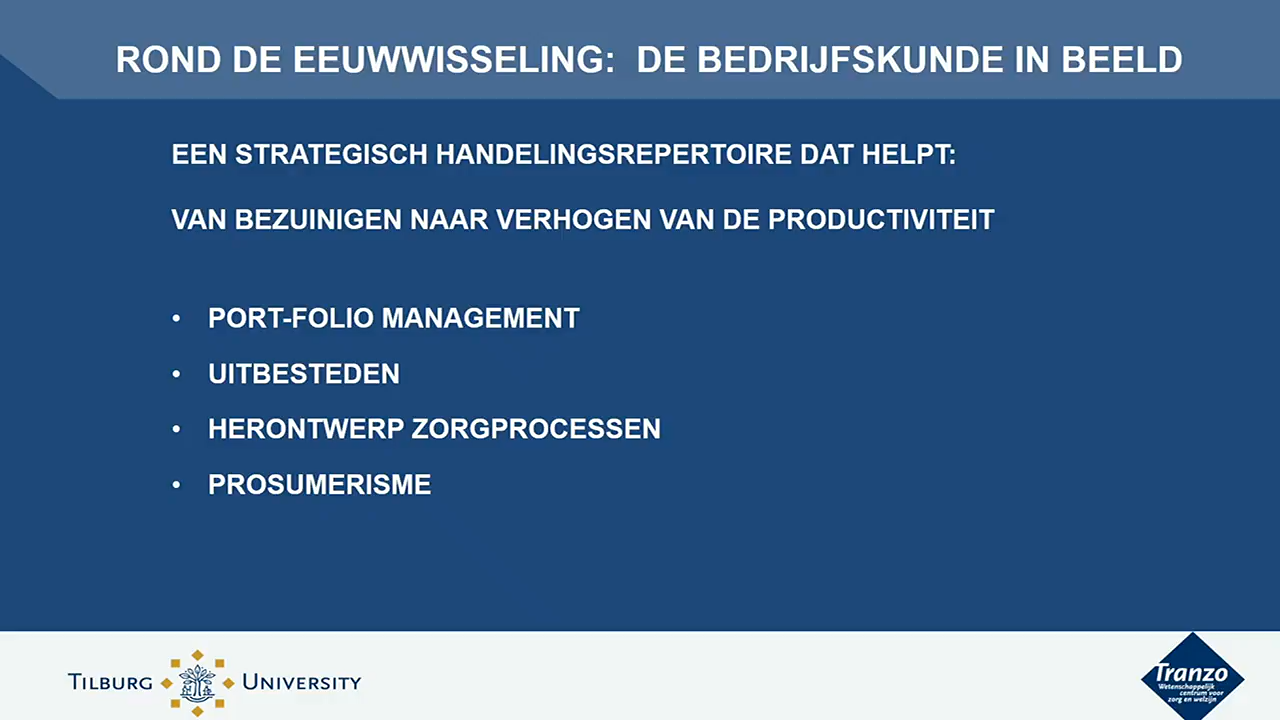 ROND DE EEUWWISSELING:  DE BEDRIJFSKUNDE IN BEELD
EEN STRATEGISCH HANDELINGSREPERTOIRE DAT HELPT:
VAN BEZUINIGEN NAAR VERHOGEN VAN DE PRODUCTIVITEIT
• PORT-FOLIO MANAGEMENT
• UITBESTEDEN
• HERONTWERP ZORGPROCESSEN
• PROSUMERISME
TILBURG UNIVERSITY
Tranzo
Wetenschappelijk
centrum voor
zorg en welzijn